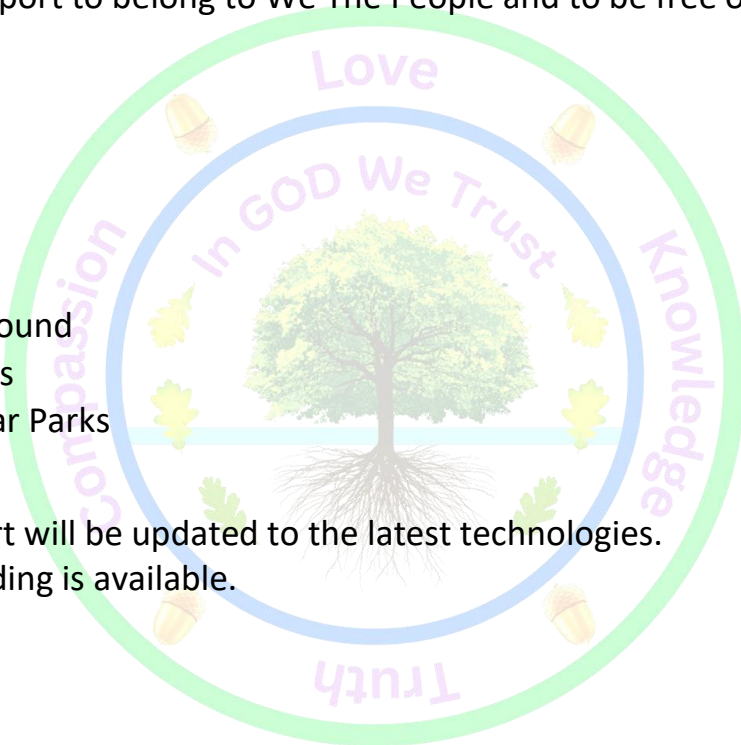 port to belong to We The People and to be free o
Love
In GOD We Trust
Compassion
Knowledge
ound
s
ar Parks
rt will be updated to the latest technologies.
ding is available.
Truth